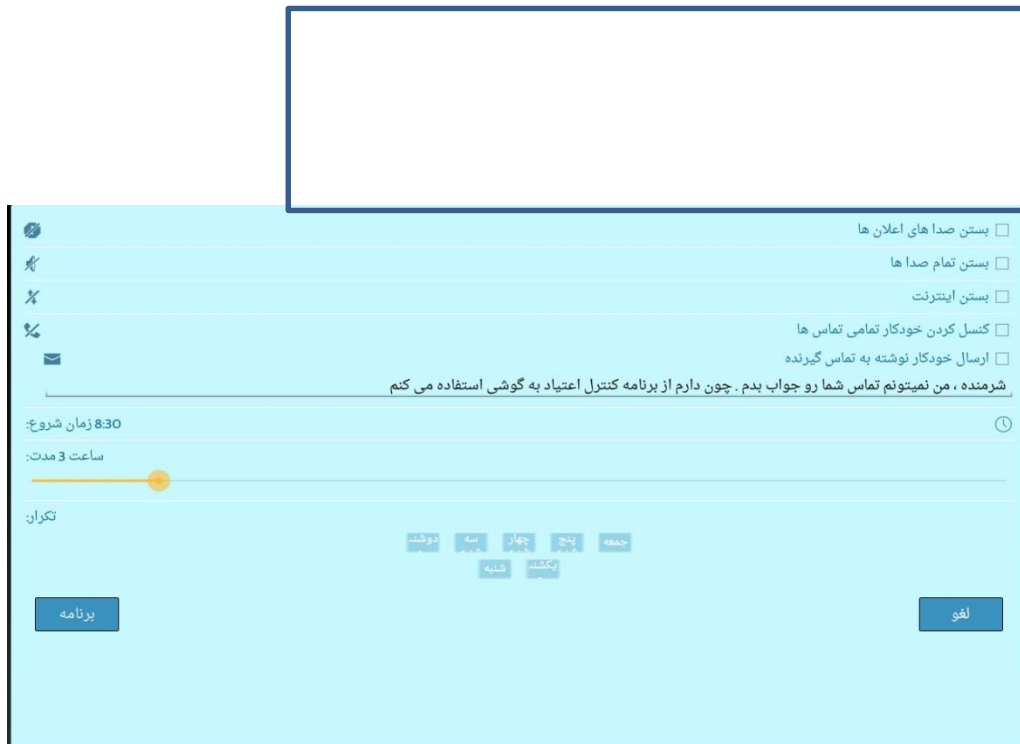 بستن صدا های اعلان ها
بستن تمام صدا ها
بستن اینترنت
کنسل کردن خودکار تمامی تماس ها
ارسال خودکار نوشته به تماس گیرنده
شرمنده ، من نمیتونم تماس شما رو جواب بدم . چون دارم از برنامه کنترل اعتیاد به گوشی استفاده می کنم
8:30 زمان شروع:
ساعت 3 مدت:
تکرار:
جمعه پنج چهار سه دوشنبه
یکشنبه شنبه
لغو برنامه